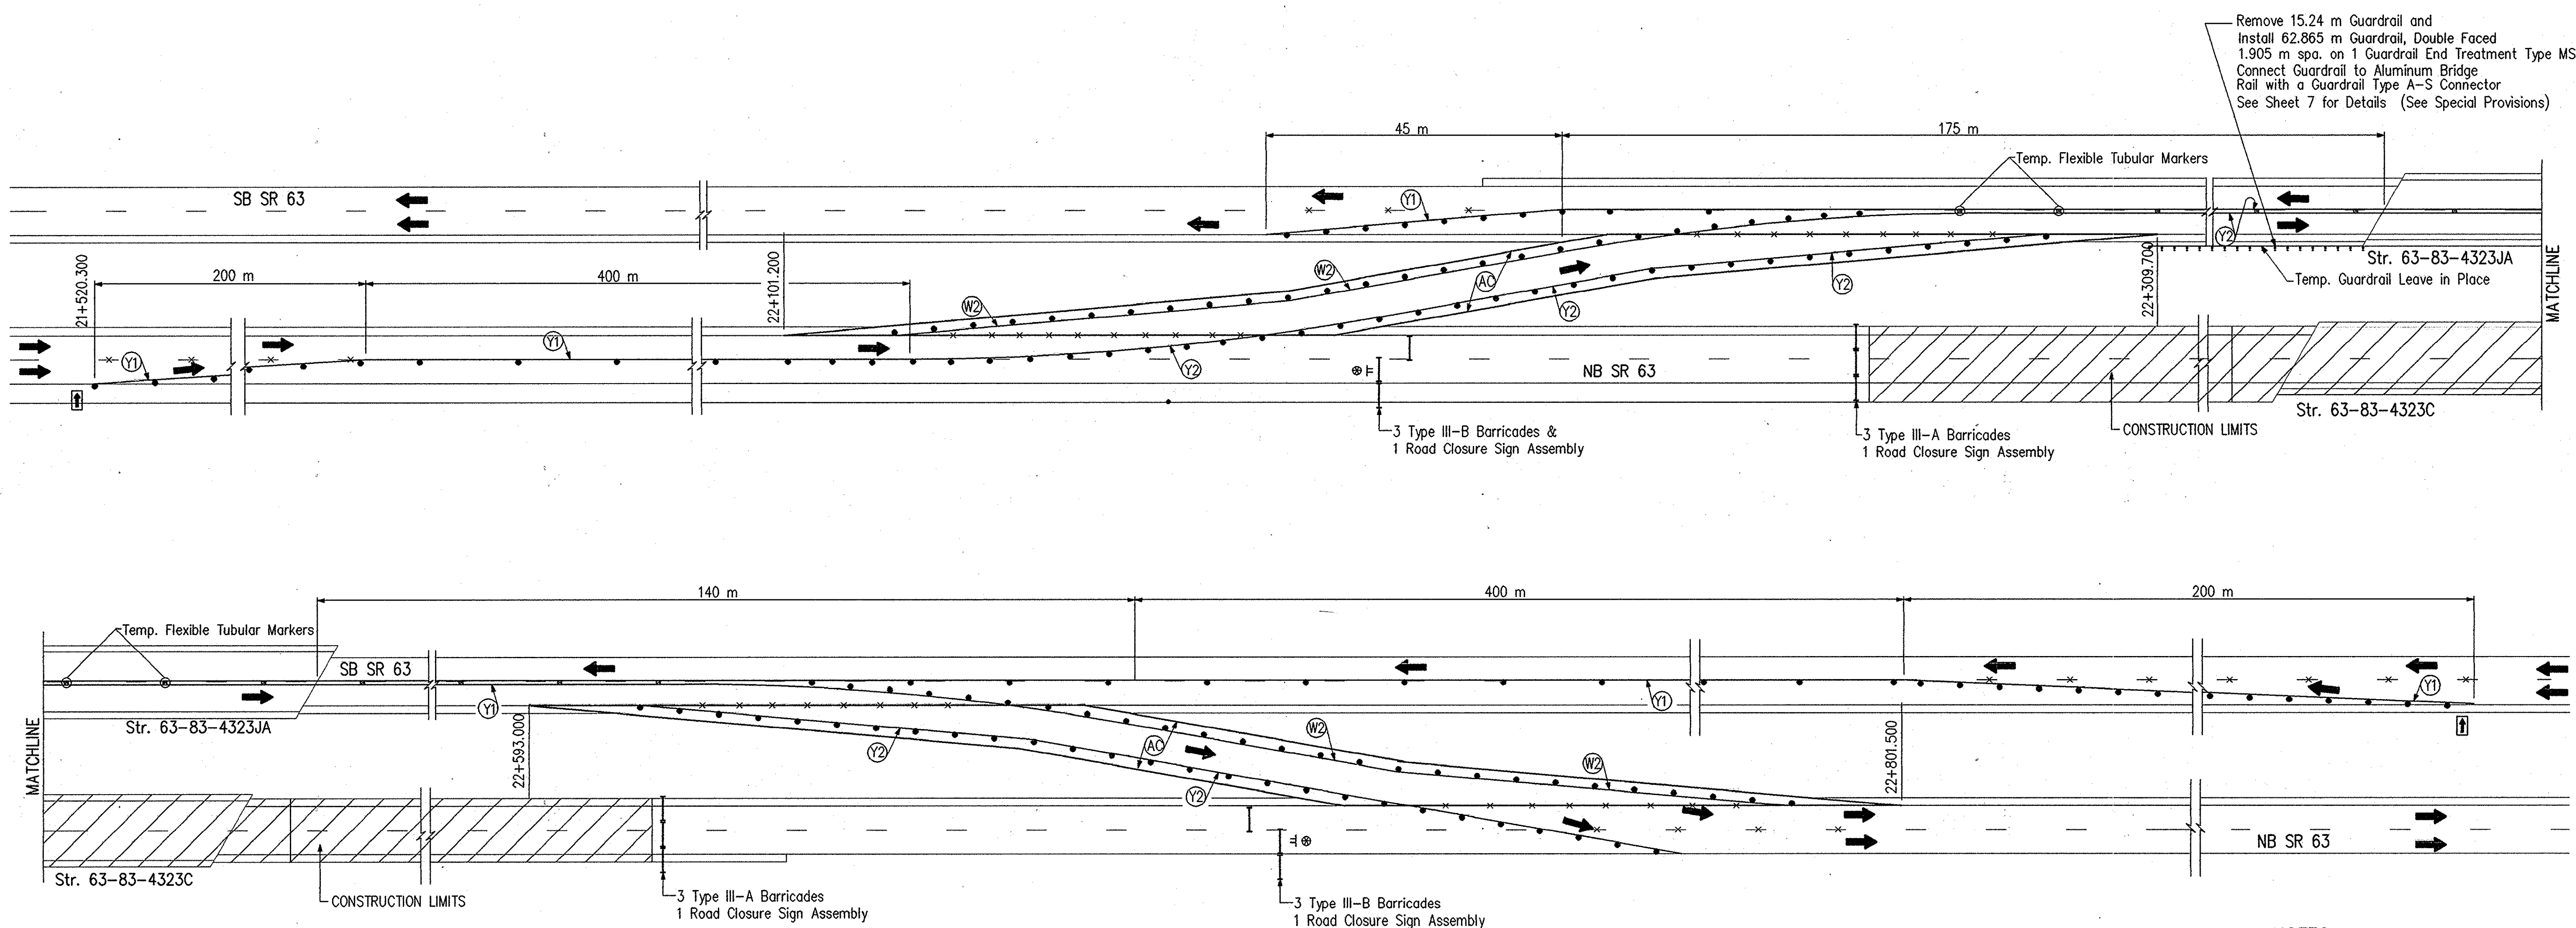 Remove 15.24 m Guardrail and
Install 62.865 m Guardrail, Double Faced
1.905 m spa. on 1 Guardrail End Treatment Type MS
Connect Guardrail to Aluminum Bridge
Rail with a Guardrail Type A-S Connector
See Sheet 7 for Details (See Special Provisions)
45 m
175 m
Temp. Flexible Tubular Markers
SB SR 63
Y1
Y2
Str. 63-83-4323JA
Temp. Guardrail Leave in Place
200 m
400 m
21+520.300
22+101.200
22+309.700
MATCHLINE
W2
W2
AC
Y2
Y2
Y1
Y1
Y2
NB SR 63
Str. 63-83-4323C
CONSTRUCTION LIMITS
3 Type III-B Barricades &
1 Road Closure Sign Assembly
3 Type III-A Barricades
1 Road Closure Sign Assembly
140 m
400 m
200 m
Temp. Flexible Tubular Markers
SB SR 63
Y1
Y1
Y1
Str. 63-83-4323JA
MATCHLINE
22+593.000
22+801.500
Y2
AC
W2
W2
Y2
NB SR 63
Str. 63-83-4323C
CONSTRUCTION LIMITS
3 Type III-A Barricades
1 Road Closure Sign Assembly
3 Type III-B Barricades
1 Road Closure Sign Assembly